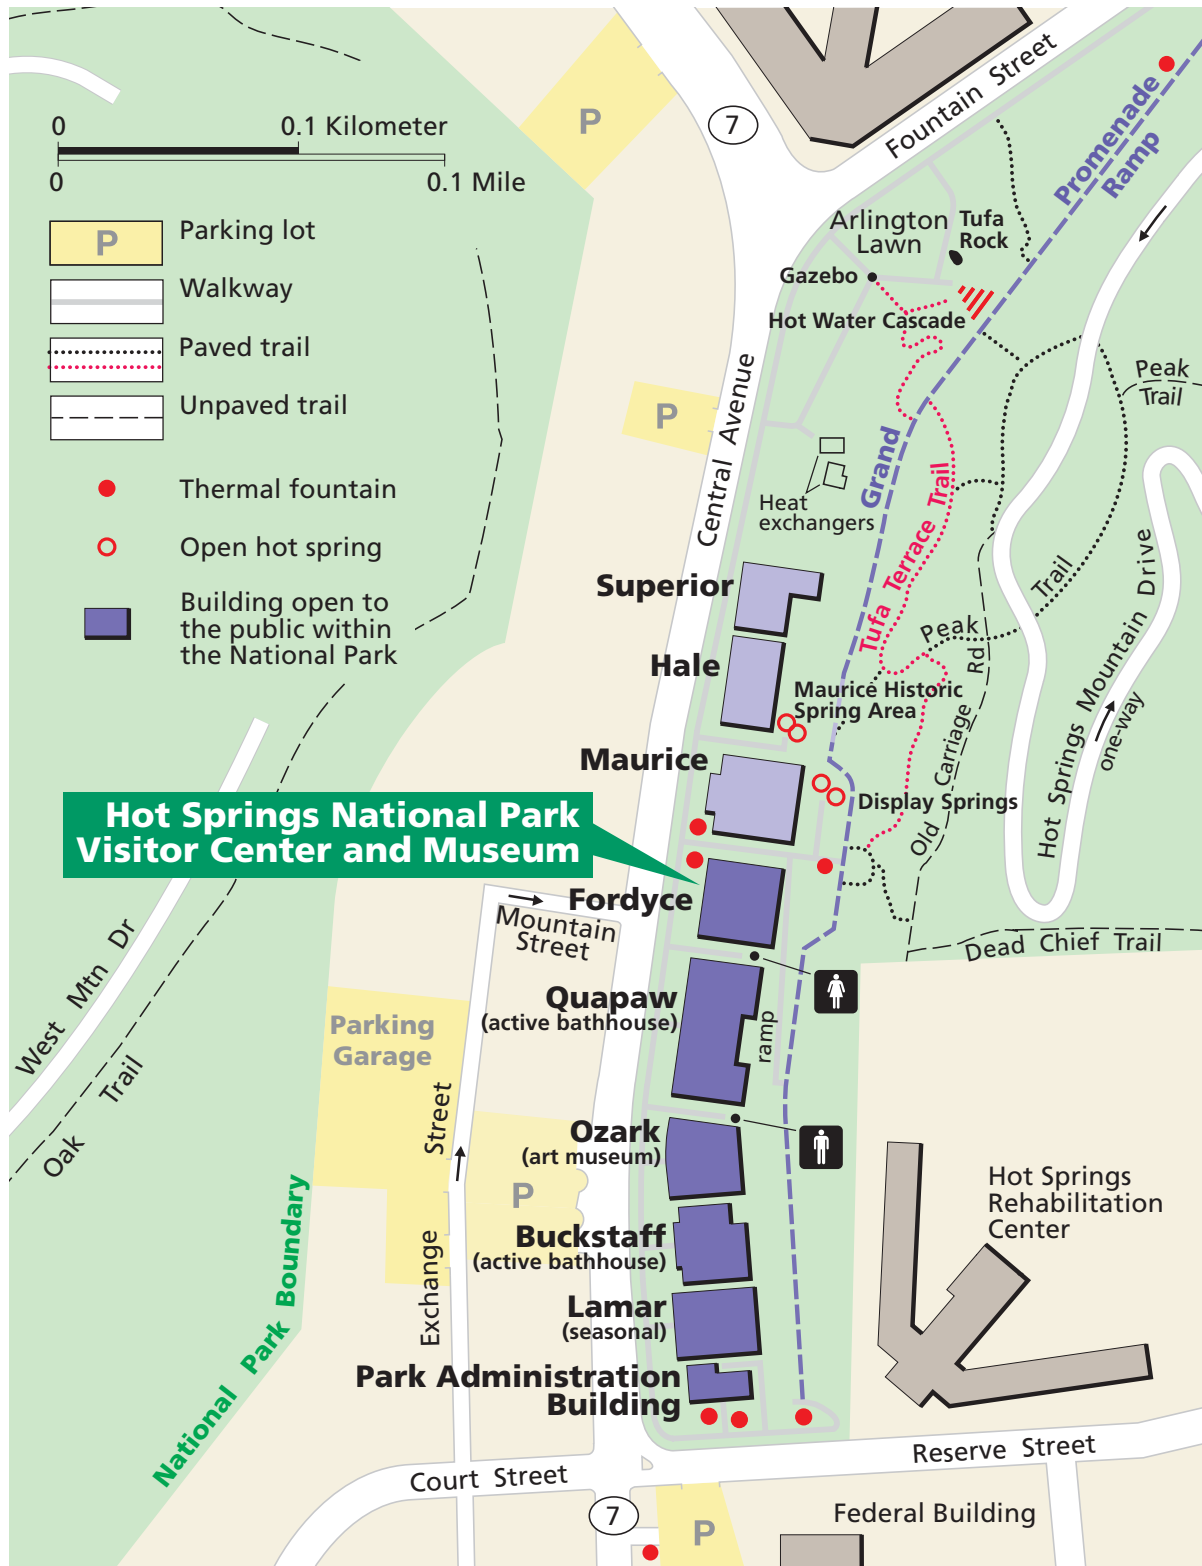 7
Fountain Street
Promenade
Ramp
P
0
0.1 Kilometer
0
0.1 Mile
P
Parking lot
Walkway
Paved trail
Unpaved trail
Thermal fountain
Open hot spring
Building open to
the public within
the National Park
Arlington
Lawn
Tufa
Rock
Gazebo
Hot Water Cascade
Peak
Trail
P
Central Avenue
Grand
Heat
exchangers
Tufa Terrace Trail
Superior
Hale
Peak
Trail
Maurice Historic
Spring Area
Maurice
Display Springs
Old Carriage Rd
Hot Springs Mountain Drive
one-way
Hot Springs National Park
Visitor Center and Museum
Fordyce
Mountain
Street
Dead Chief Trail
West Mtn Dr
Oak Trail
Quapaw
(active bathhouse)
ramp
Parking
Garage
Exchange Street
Ozark
(art museum)
P
Hot Springs
Rehabilitation
Center
Buckstaff
(active bathhouse)
Lamar
(seasonal)
Park Administration
Building
National Park Boundary
Court Street
Reserve Street
7
P
Federal Building